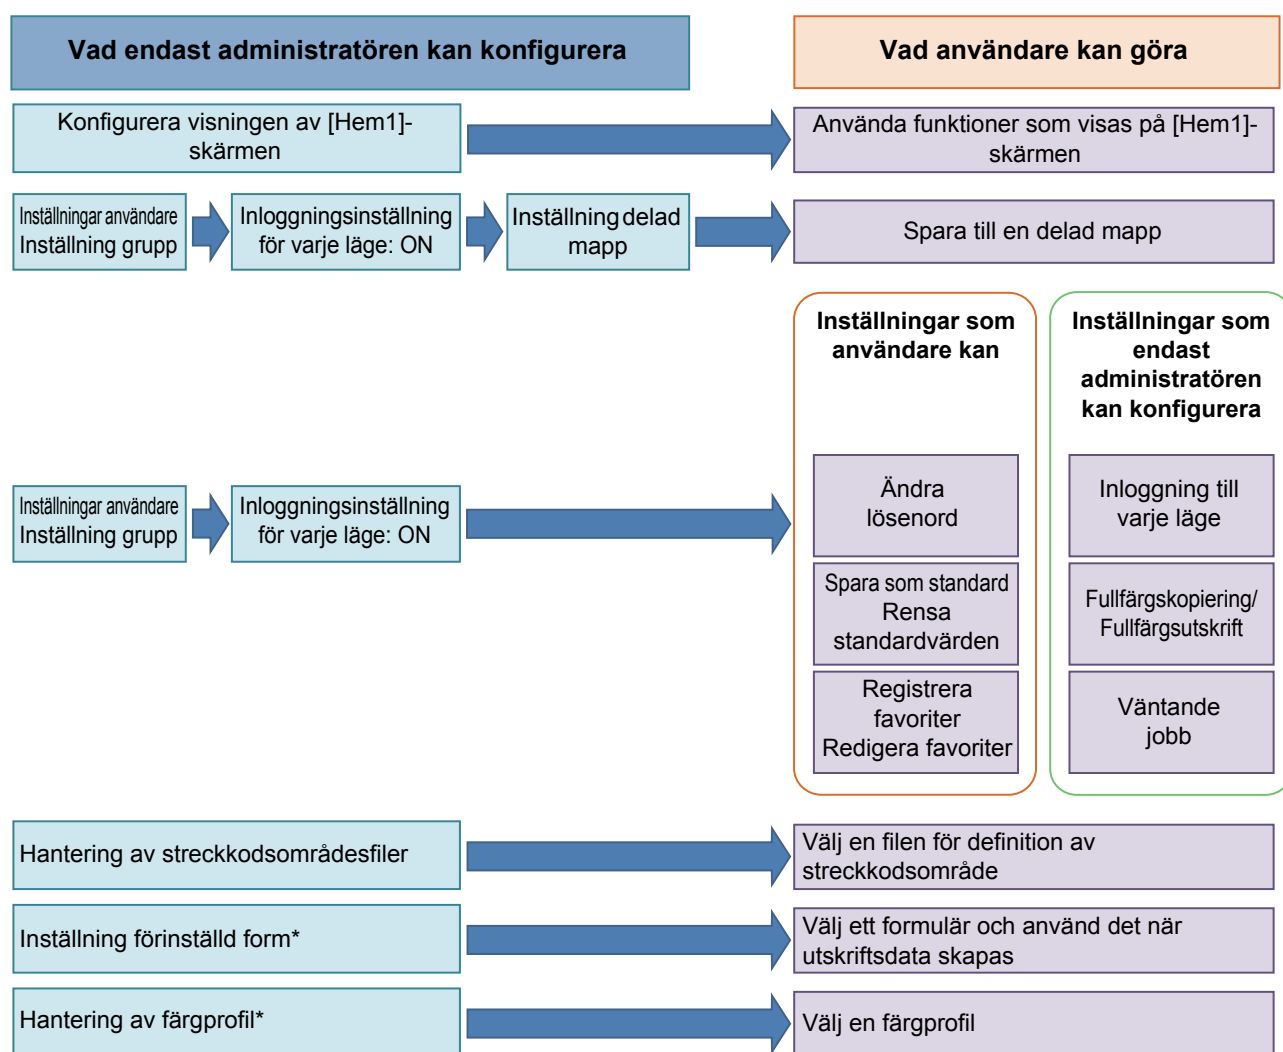 Vad endast administratören kan konfigurera
Vad användare kan göra
Konfigurera visningen av [Hem1]-
skärmen
Använda funktioner som visas på [Hem1]-
skärmen
Inställningar användare
Inställning grupp
Inloggningsinställning
för varje läge: ON
Inställning delad
mapp
Spara till en delad mapp
Inställningar som
användare kan
Inställningar som
endast
administratören
kan konfigurera
Inställningar användare
Inställning grupp
Inloggningsinställning
för varje läge: ON
Ändra
lösenord
Inloggning till
varje läge
Spara som standard
Rensa
standardvärden
Fullfärgskopiering/
Fullfärgsutskrift
Registrera
favoriter
Redigera favoriter
Väntande
jobb
Hantering av streckkodsområdesfiler
Välj en filen för definition av
streckkodsområde
Inställning förinställd form*
Välj ett formulär och använd det när
utskriftsdata skapas
Hantering av färgprofil*
Välj en färgprofil